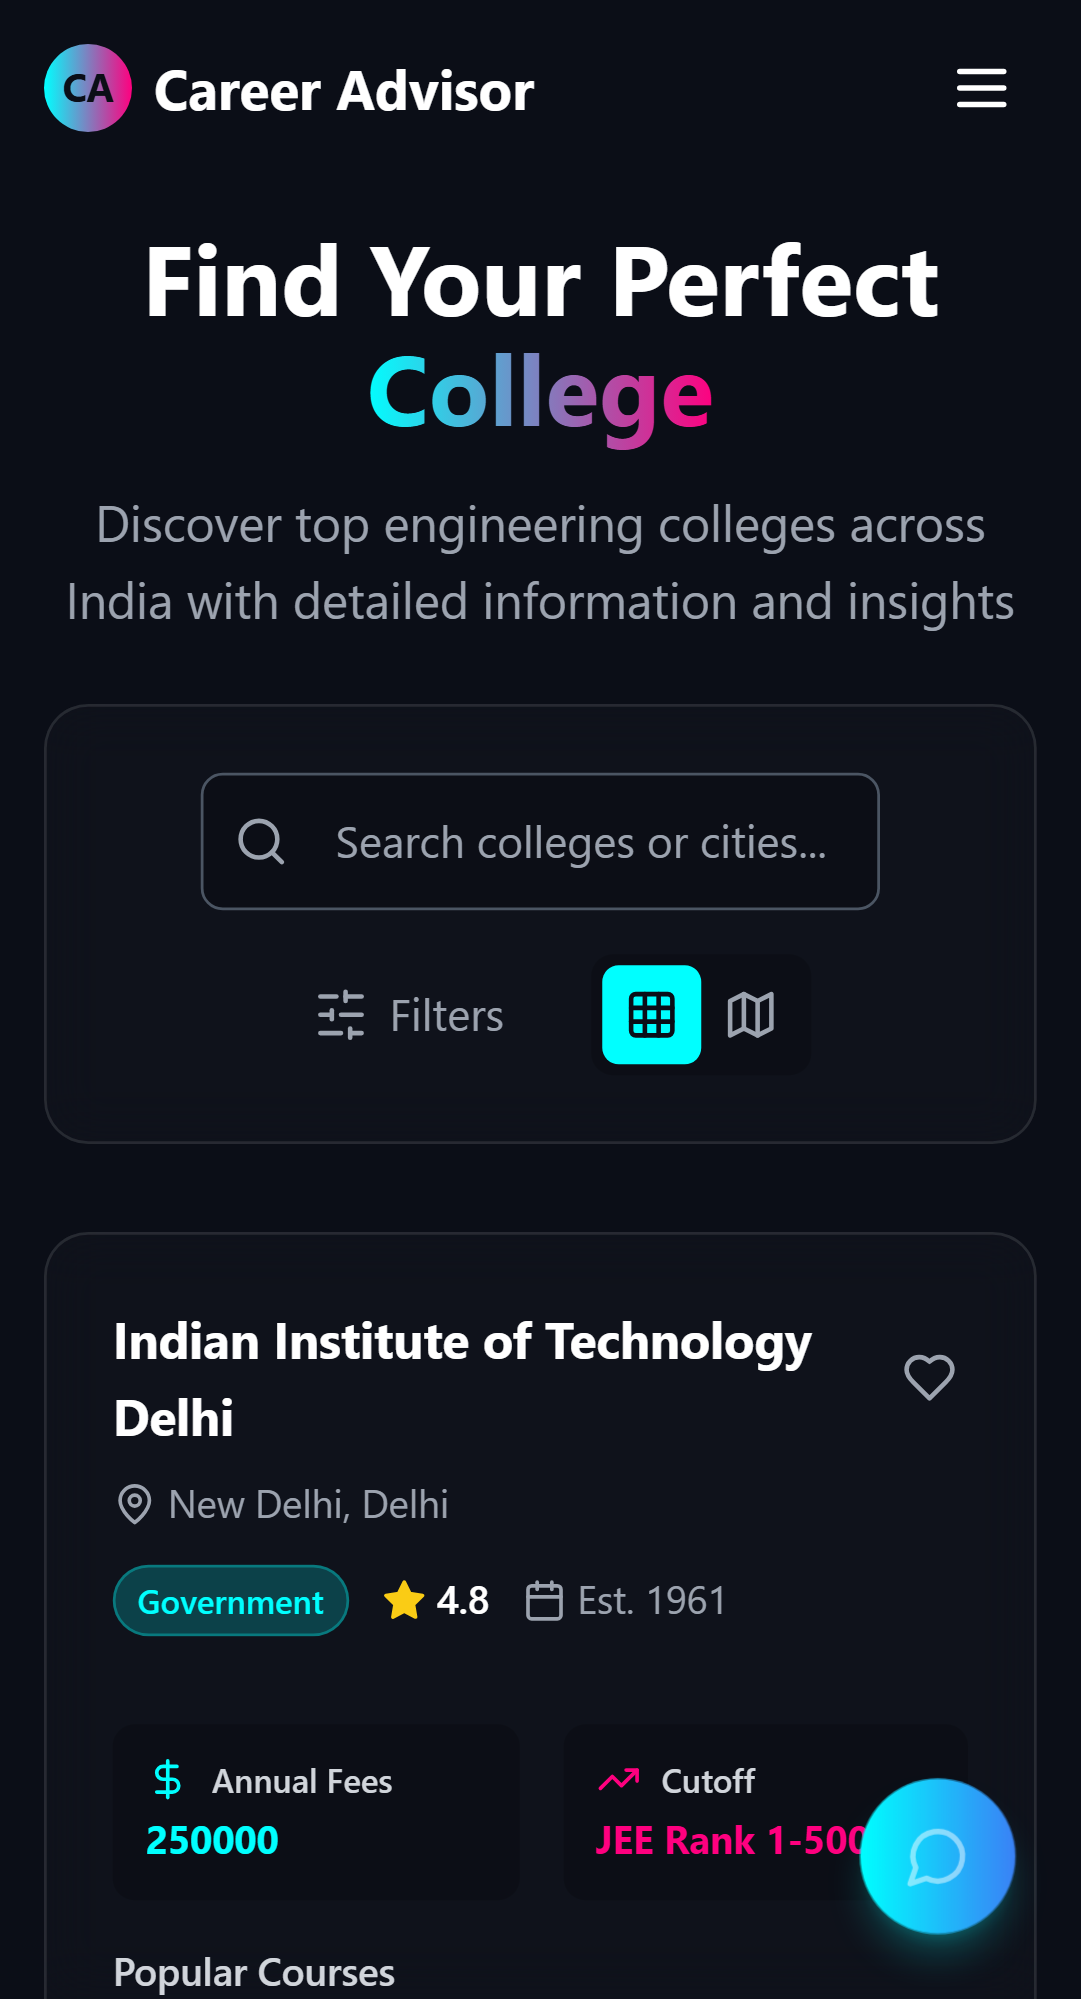 CA Career Advisor
Find Your Perfect
College
Discover top engineering colleges across
India with detailed information and insights
Search colleges or cities...
Filters
Indian Institute of Technology
Delhi
New Delhi, Delhi
Government 4.8 Est. 1961
Annual Fees
250000
Cutoff
JEE Rank 1-500
Popular Courses